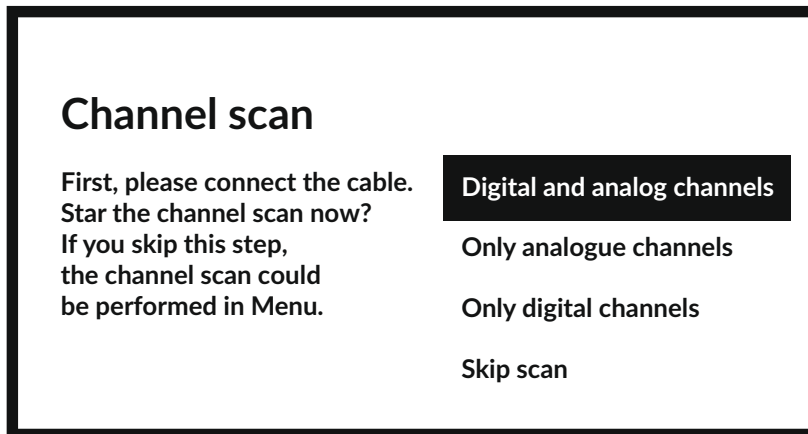 Channel scan
First, please connect the cable.
Star the channel scan now?
If you skip this step,
the channel scan could
be performed in Menu.
Digital and analog channels
Only analogue channels
Only digital channels
Skip scan